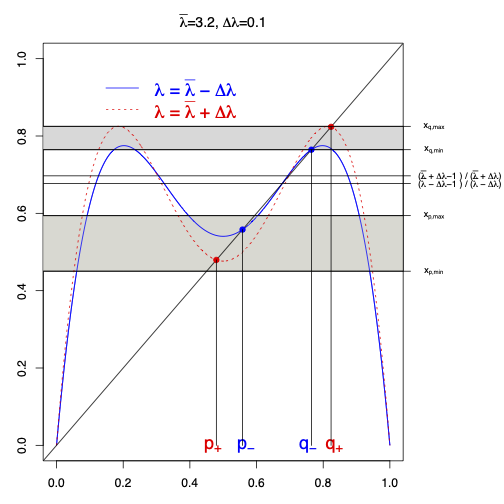 λ̅=3.2, Δλ=0.1
λ = λ̅ − Δλ
λ = λ̅ + Δλ
1.0
0.8
0.6
0.4
0.2
0.0
x_q,max
x_q,min
(λ̅ + Δλ−1 ) / (λ̅ + Δλ)
(λ̅ − Δλ−1 ) / (λ̅ − Δλ)
x_p,max
x_p,min
p₊ p₋ q₋ q₊
0.0 0.2 0.4 0.6 0.8 1.0